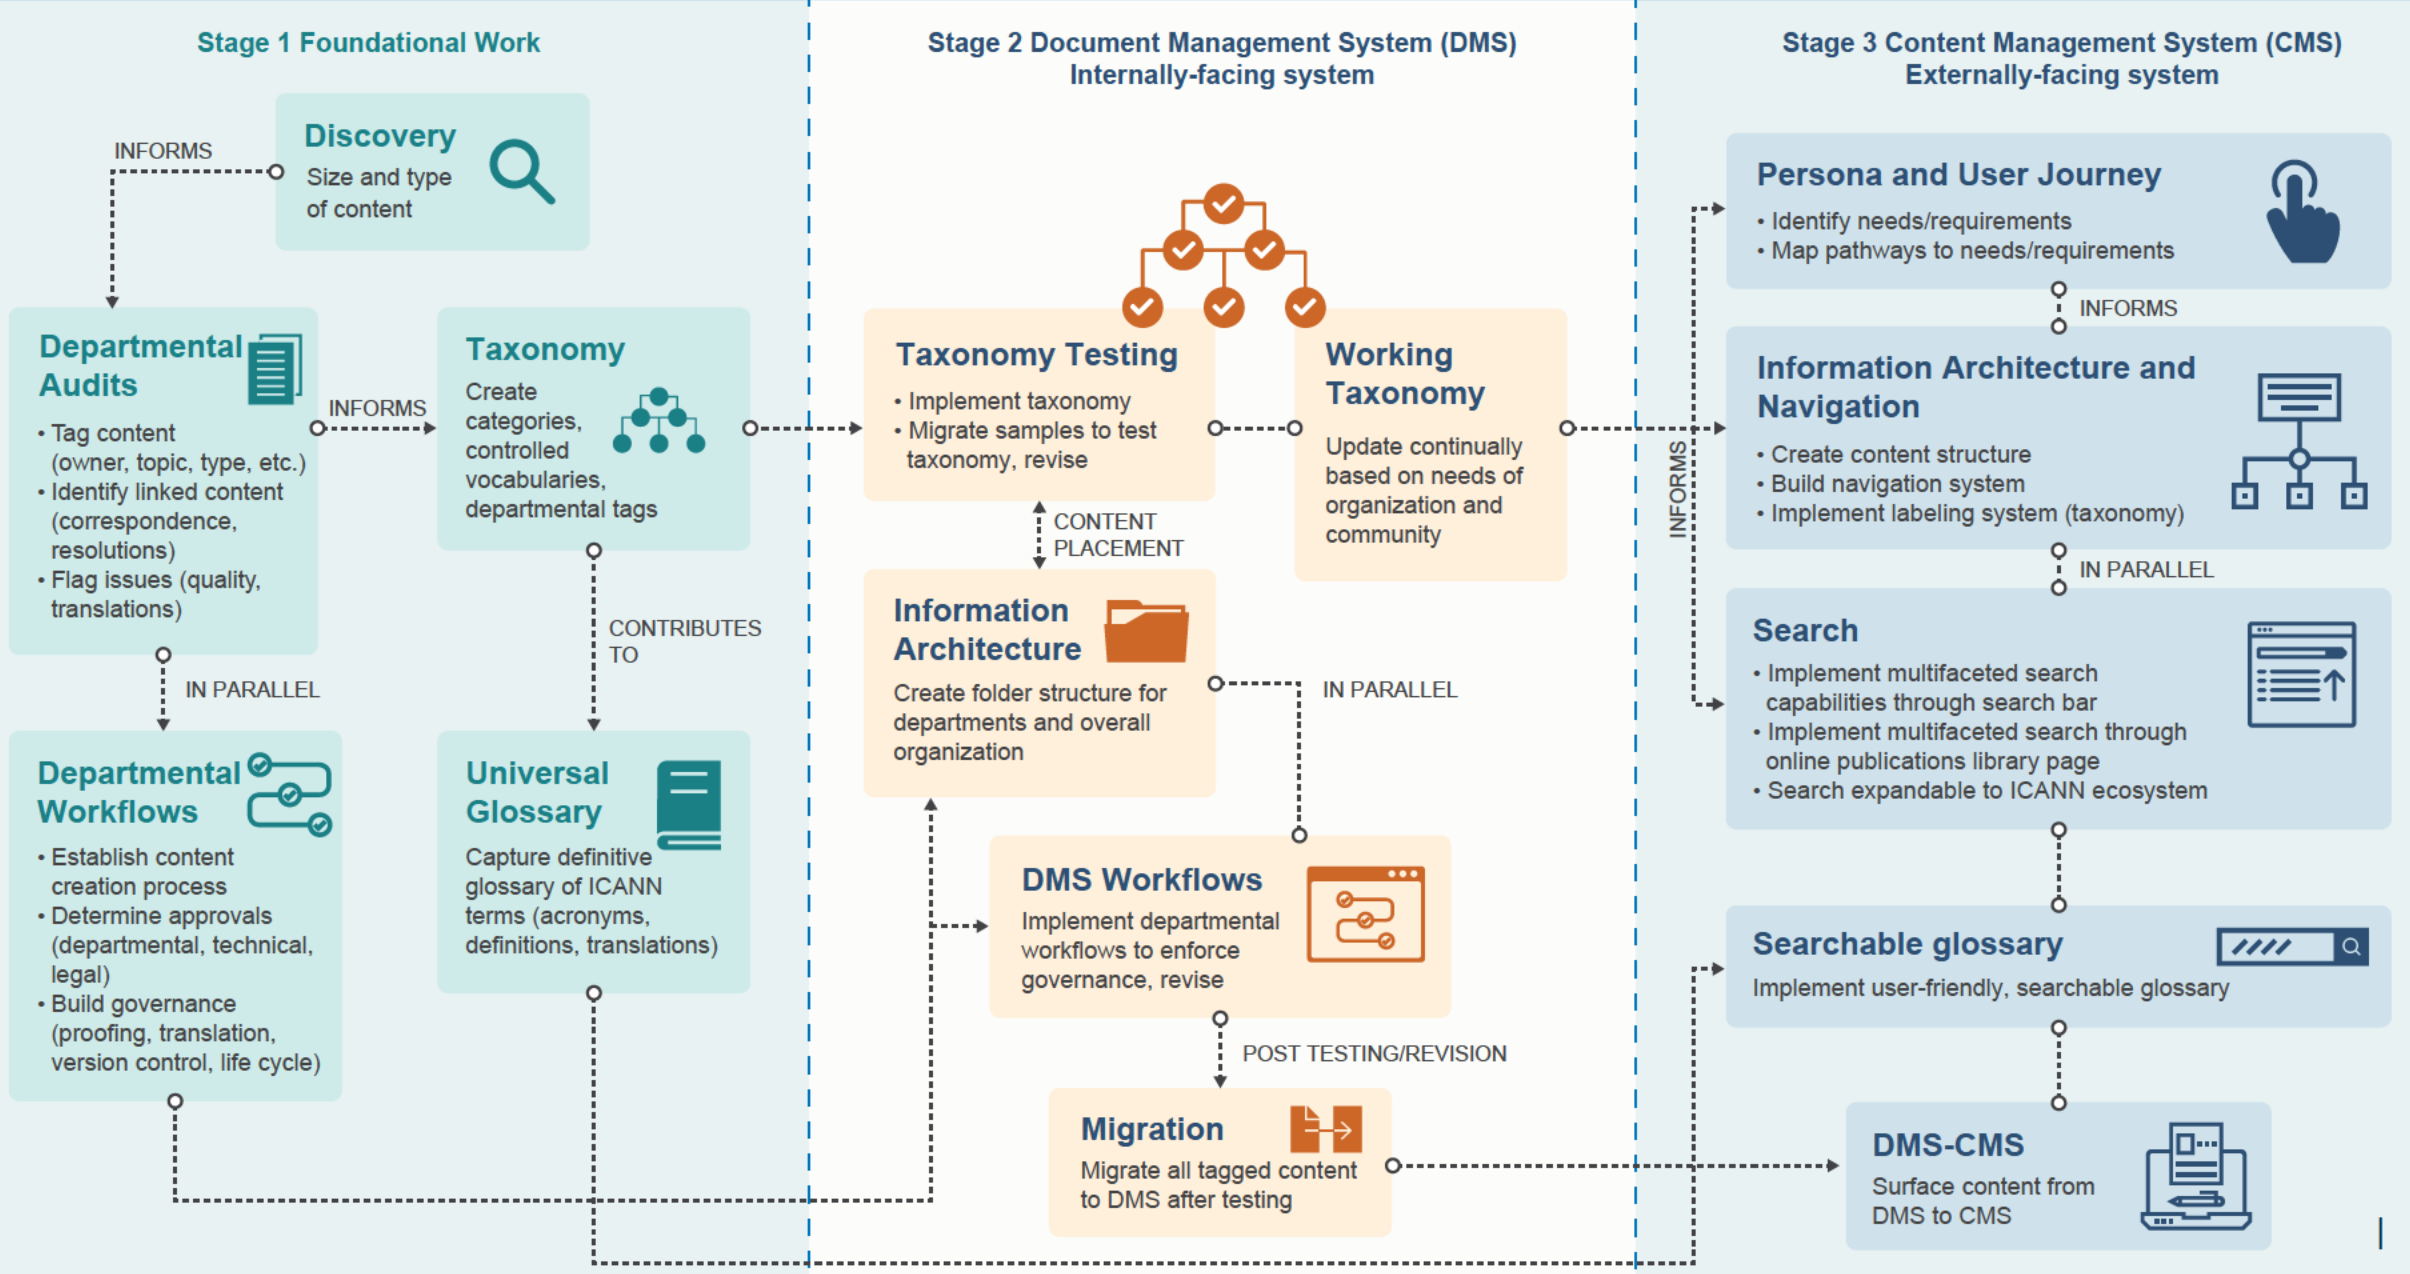 Stage 1 Foundational Work
Discovery
Size and type
of content
INFORMS
Departmental
Audits
• Tag content
(owner, topic, type, etc.)
• Identify linked content
(correspondence,
resolutions)
• Flag issues (quality,
translations)
INFORMS
Taxonomy
Create
categories,
controlled
vocabularies,
departmental tags
IN PARALLEL
CONTRIBUTES
TO
Departmental
Workflows
• Establish content
creation process
• Determine approvals
(departmental, technical,
legal)
• Build governance
(proofing, translation,
version control, life cycle)
Universal
Glossary
Capture definitive
glossary of ICANN
terms (acronyms,
definitions, translations)
Stage 2 Document Management System (DMS)
Internally-facing system
Taxonomy Testing
• Implement taxonomy
• Migrate samples to test
taxonomy, revise
Working
Taxonomy
Update continually
based on needs of
organization and
community
CONTENT
PLACEMENT
Information
Architecture
Create folder structure for
departments and overall
organization
IN PARALLEL
DMS Workflows
Implement departmental
workflows to enforce
governance, revise
POST TESTING/REVISION
Migration
Migrate all tagged content
to DMS after testing
Stage 3 Content Management System (CMS)
Externally-facing system
INFORMS
Persona and User Journey
• Identify needs/requirements
• Map pathways to needs/requirements
INFORMS
Information Architecture and
Navigation
• Create content structure
• Build navigation system
• Implement labeling system (taxonomy)
IN PARALLEL
Search
• Implement multifaceted search
capabilities through search bar
• Implement multifaceted search through
online publications library page
• Search expandable to ICANN ecosystem
Searchable glossary
Implement user-friendly, searchable glossary
DMS-CMS
Surface content from
DMS to CMS
|